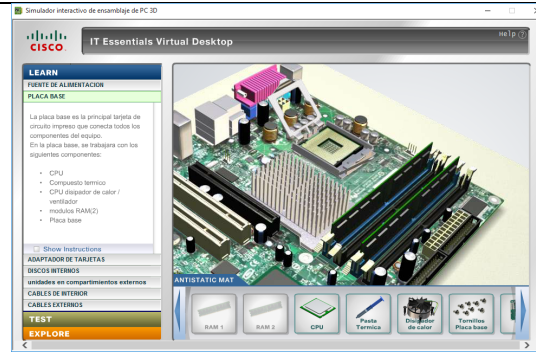 Simulador interactivo de ensamblaje de PC 3D
CISCO
IT Essentials Virtual Desktop
Help ?
LEARN
FUENTE DE ALIMENTACION
PLACA BASE
La placa base es la principal tarjeta de
circuito impreso que conecta todos los
componentes del equipo.
En la placa base, se trabajara con los
siguientes componentes:
• CPU
• Compuesto termico
• CPU disipador de calor /
ventilador
• modulos RAM(2)
• Placa base
Show Instructions
ADAPTADOR DE TARJETAS
DISCOS INTERNOS
unidades en compartimientos externos
CABLES DE INTERIOR
CABLES EXTERNOS
TEST
EXPLORE
ANTISTATIC MAT
RAM 1
RAM 2
CPU
Pasta
Termica
Disipador
de calor
Tornillos
Placa base